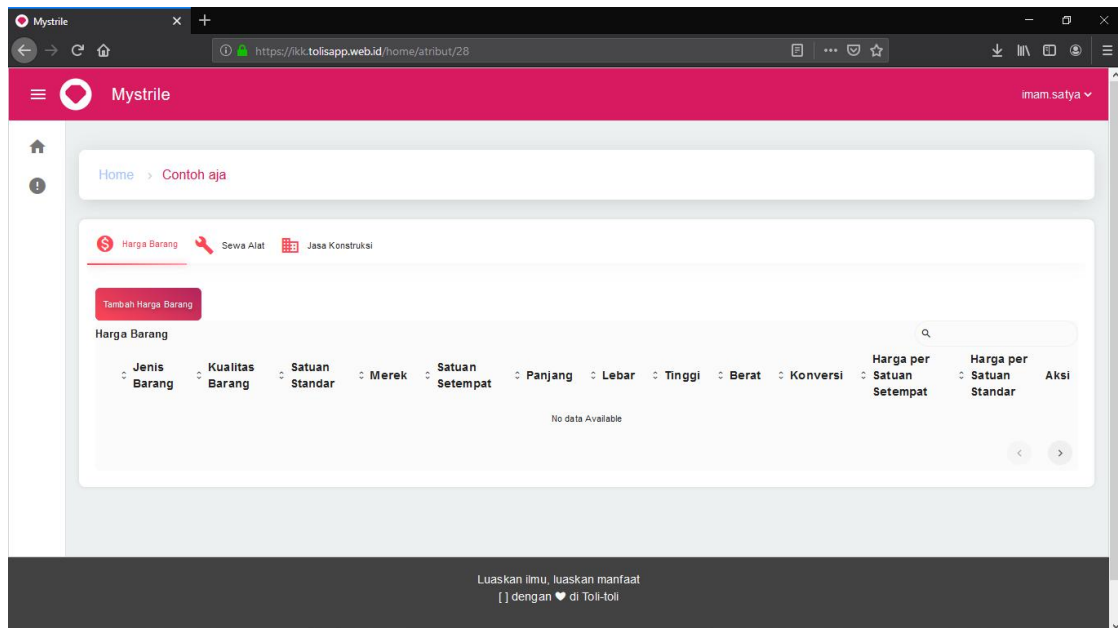 Mystrile
https://ikk.tolisapp.web.id/home/atribut/28
Mystrile
imam.satya
Home > Contoh aja
Harga Barang
Sewa Alat
Jasa Konstruksi
Tambah Harga Barang
Harga Barang
Jenis Barang
Kualitas Barang
Satuan Standar
Merek
Satuan Setempat
Panjang
Lebar
Tinggi
Berat
Konversi
Harga per Satuan Setempat
Harga per Satuan Standar
Aksi
No data Available
Luaskan ilmu, luaskan manfaat
[ ] dengan ♥ di Toli-toli